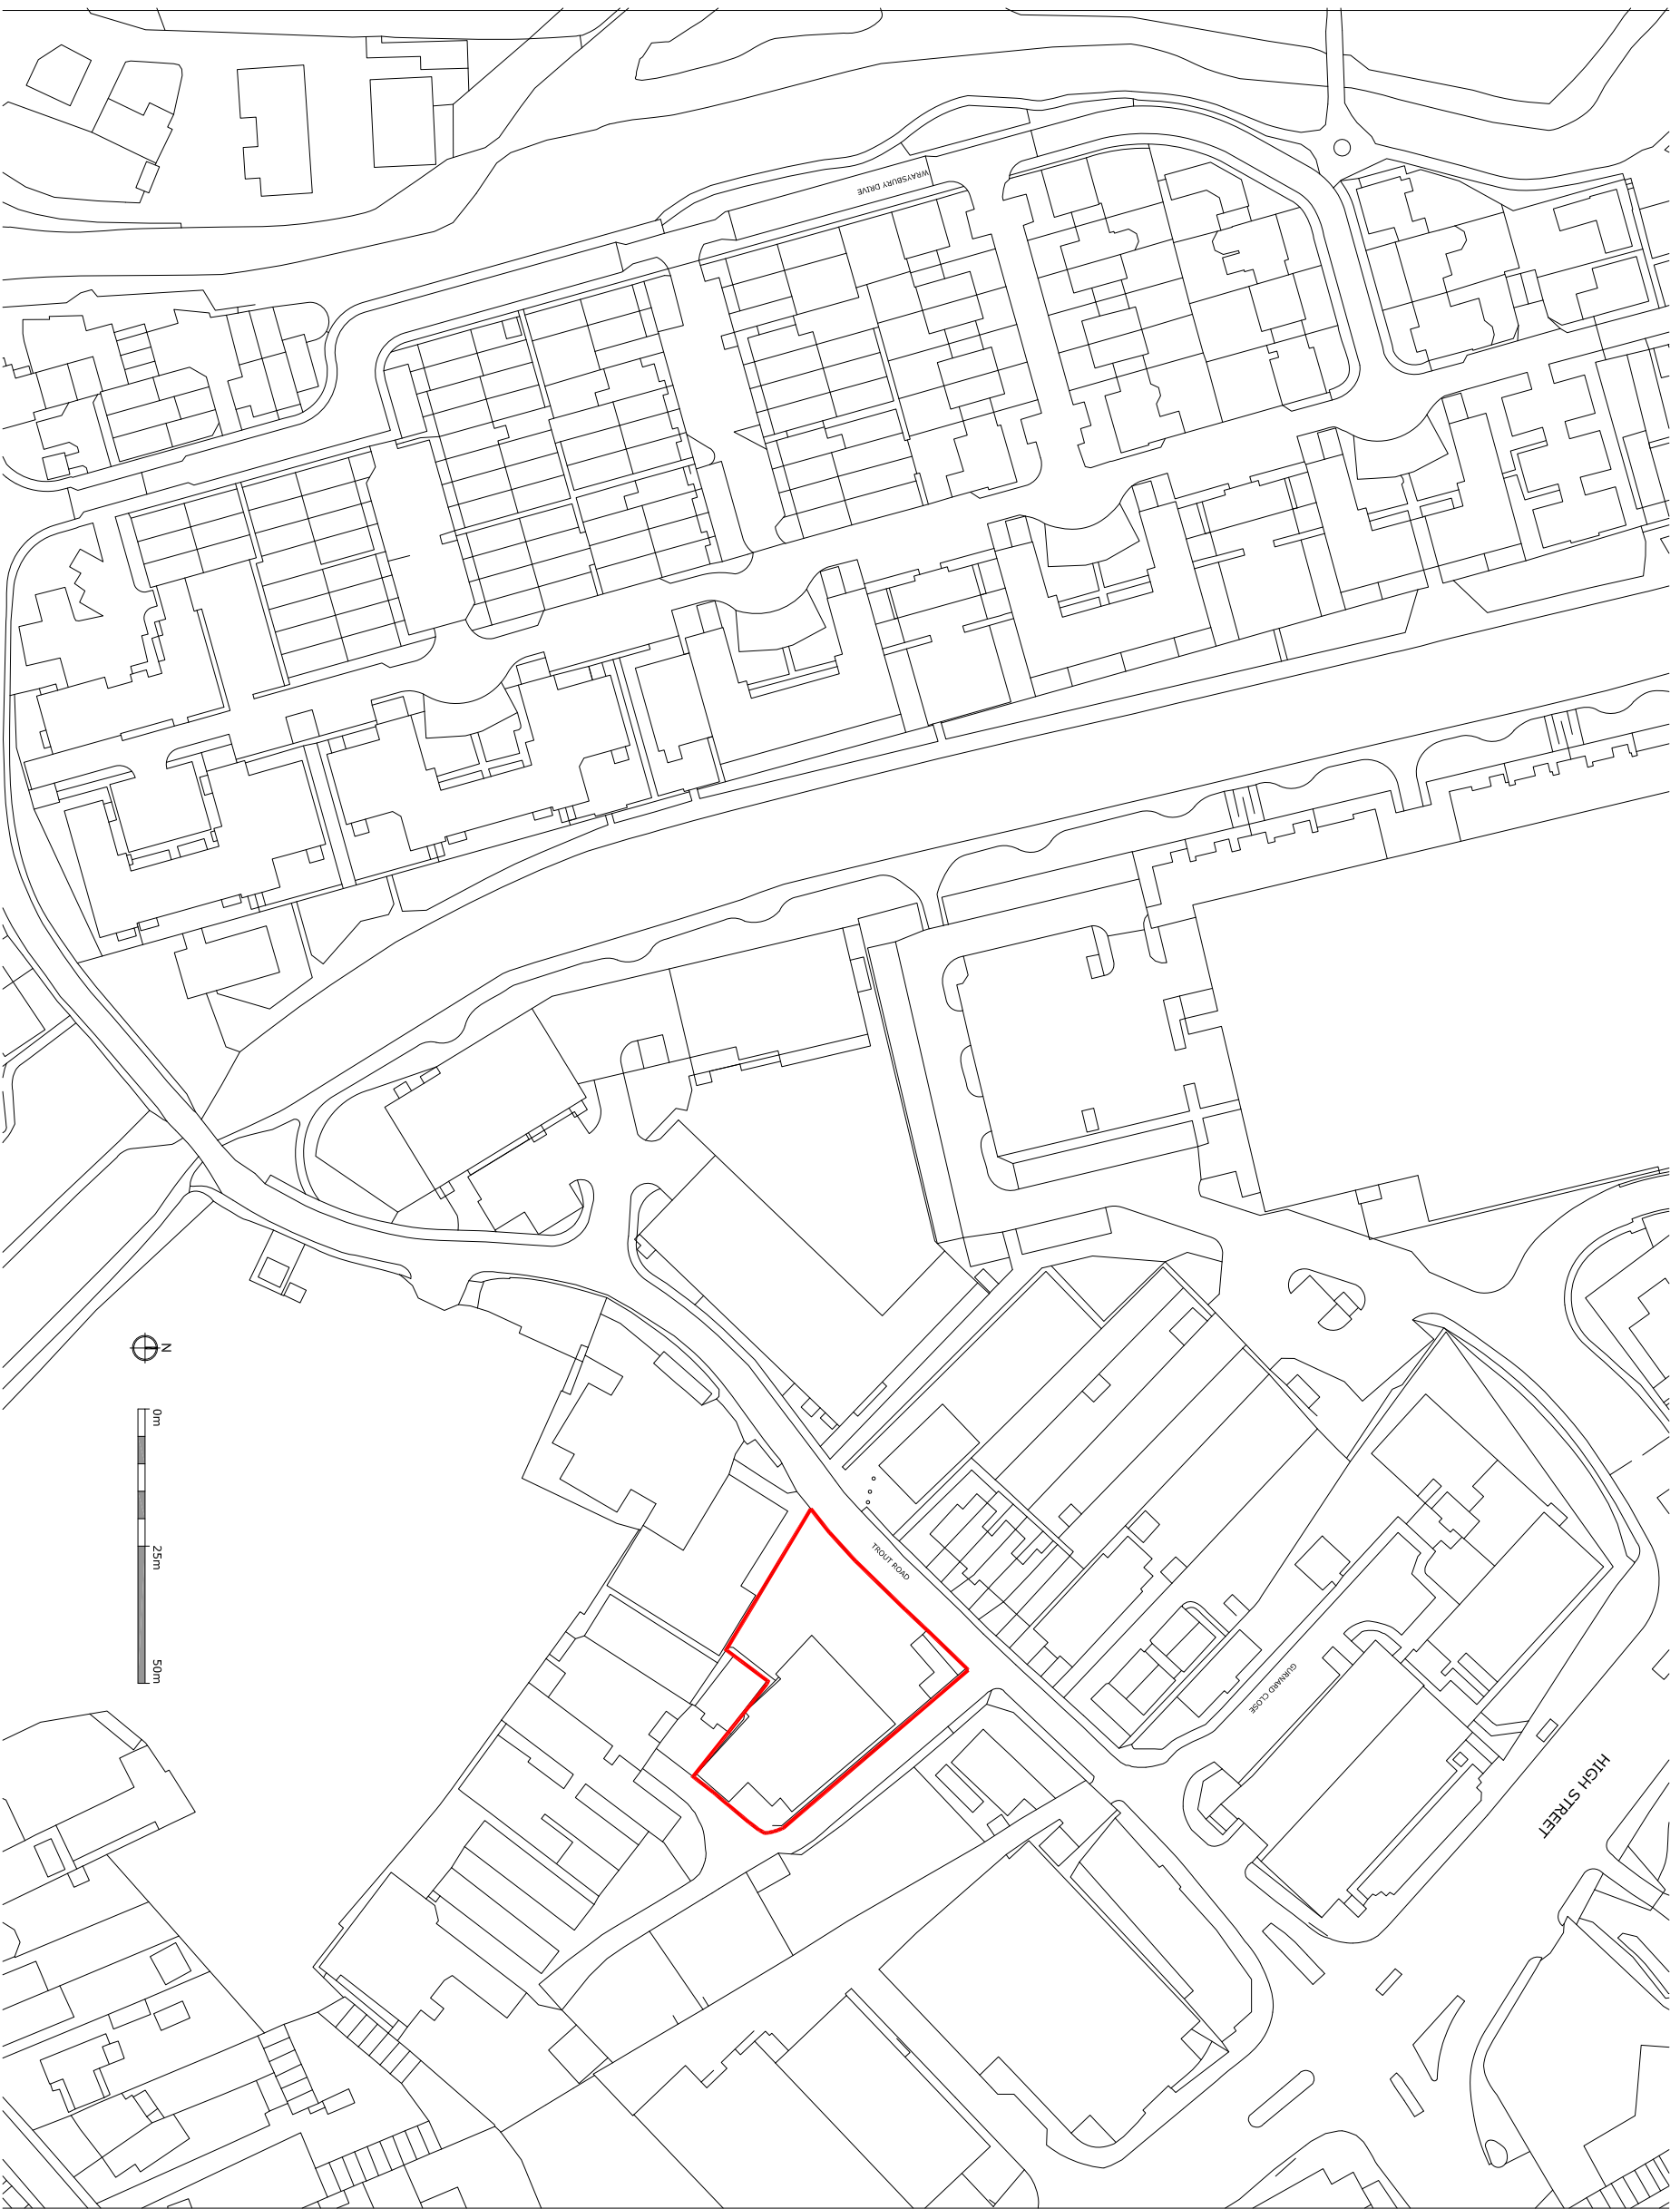 WRAYSBURY DRIVE
N
0m
25m
50m
TROUT ROAD
GURNARD CLOSE
HIGH STREET